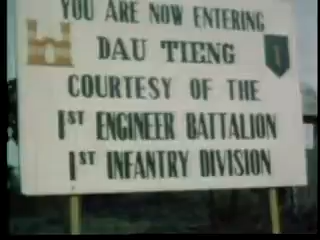 YOU ARE NOW ENTERING
DAU TIENG
COURTESY OF THE
1ST ENGINEER BATTALION
1ST INFANTRY DIVISION